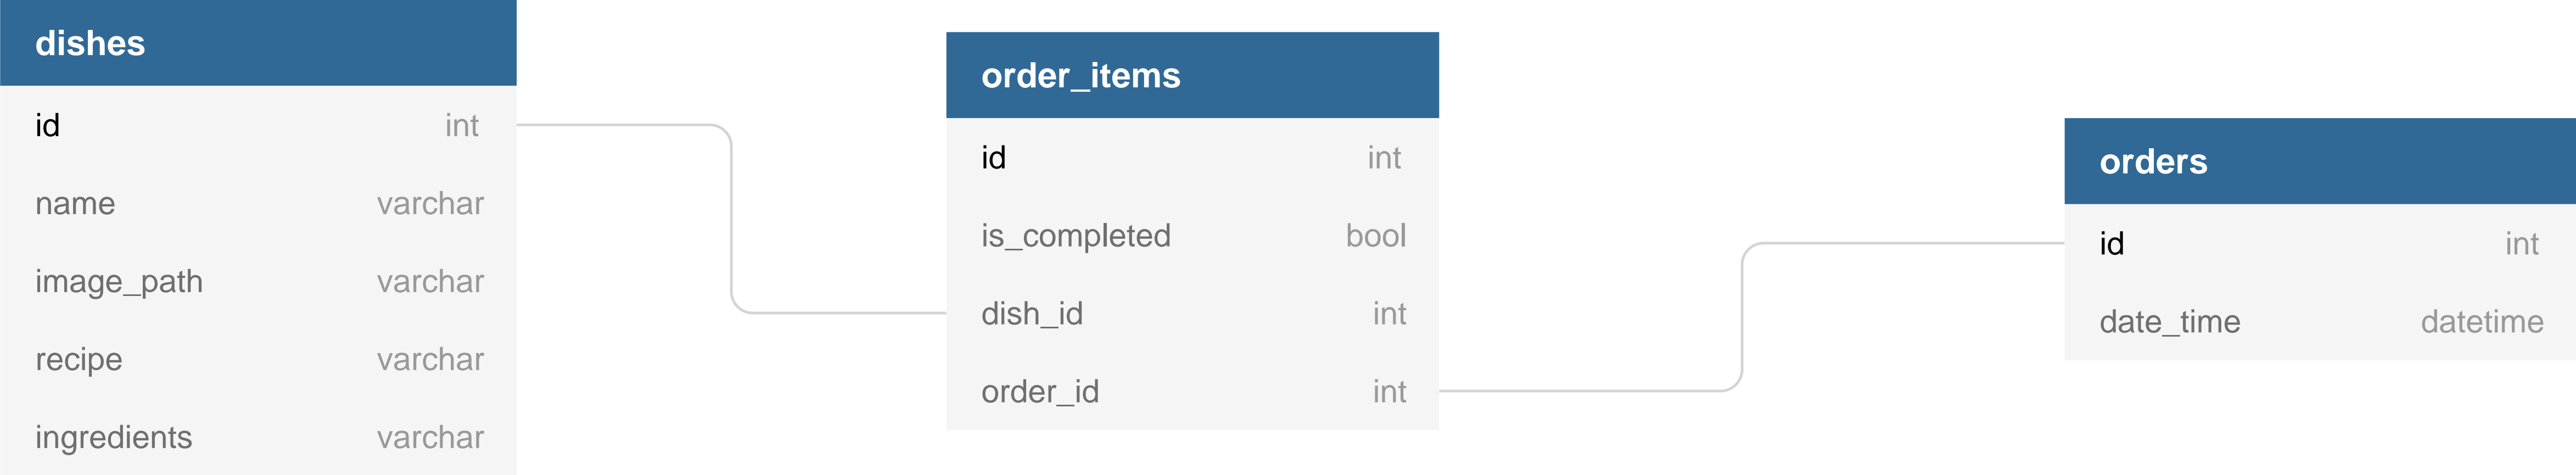 dishes
id int
name varchar
image_path varchar
recipe varchar
ingredients varchar
order_items
id int
is_completed bool
dish_id int
order_id int
orders
id int
date_time datetime